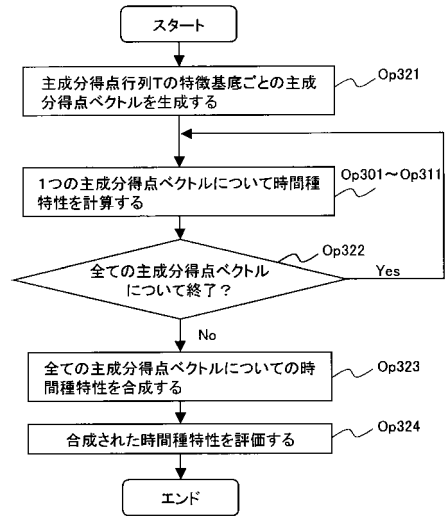 スタート
主成分得点行列Tの特徴基底ごとの主成
分得点ベクトルを生成する
Op321
1つの主成分得点ベクトルについて時間種
特性を計算する
Op301～Op311
全ての主成分得点ベクトル
について終了？
Op322
Yes
No
全ての主成分得点ベクトルについての時
間種特性を合成する
Op323
合成された時間種特性を評価する
Op324
エンド